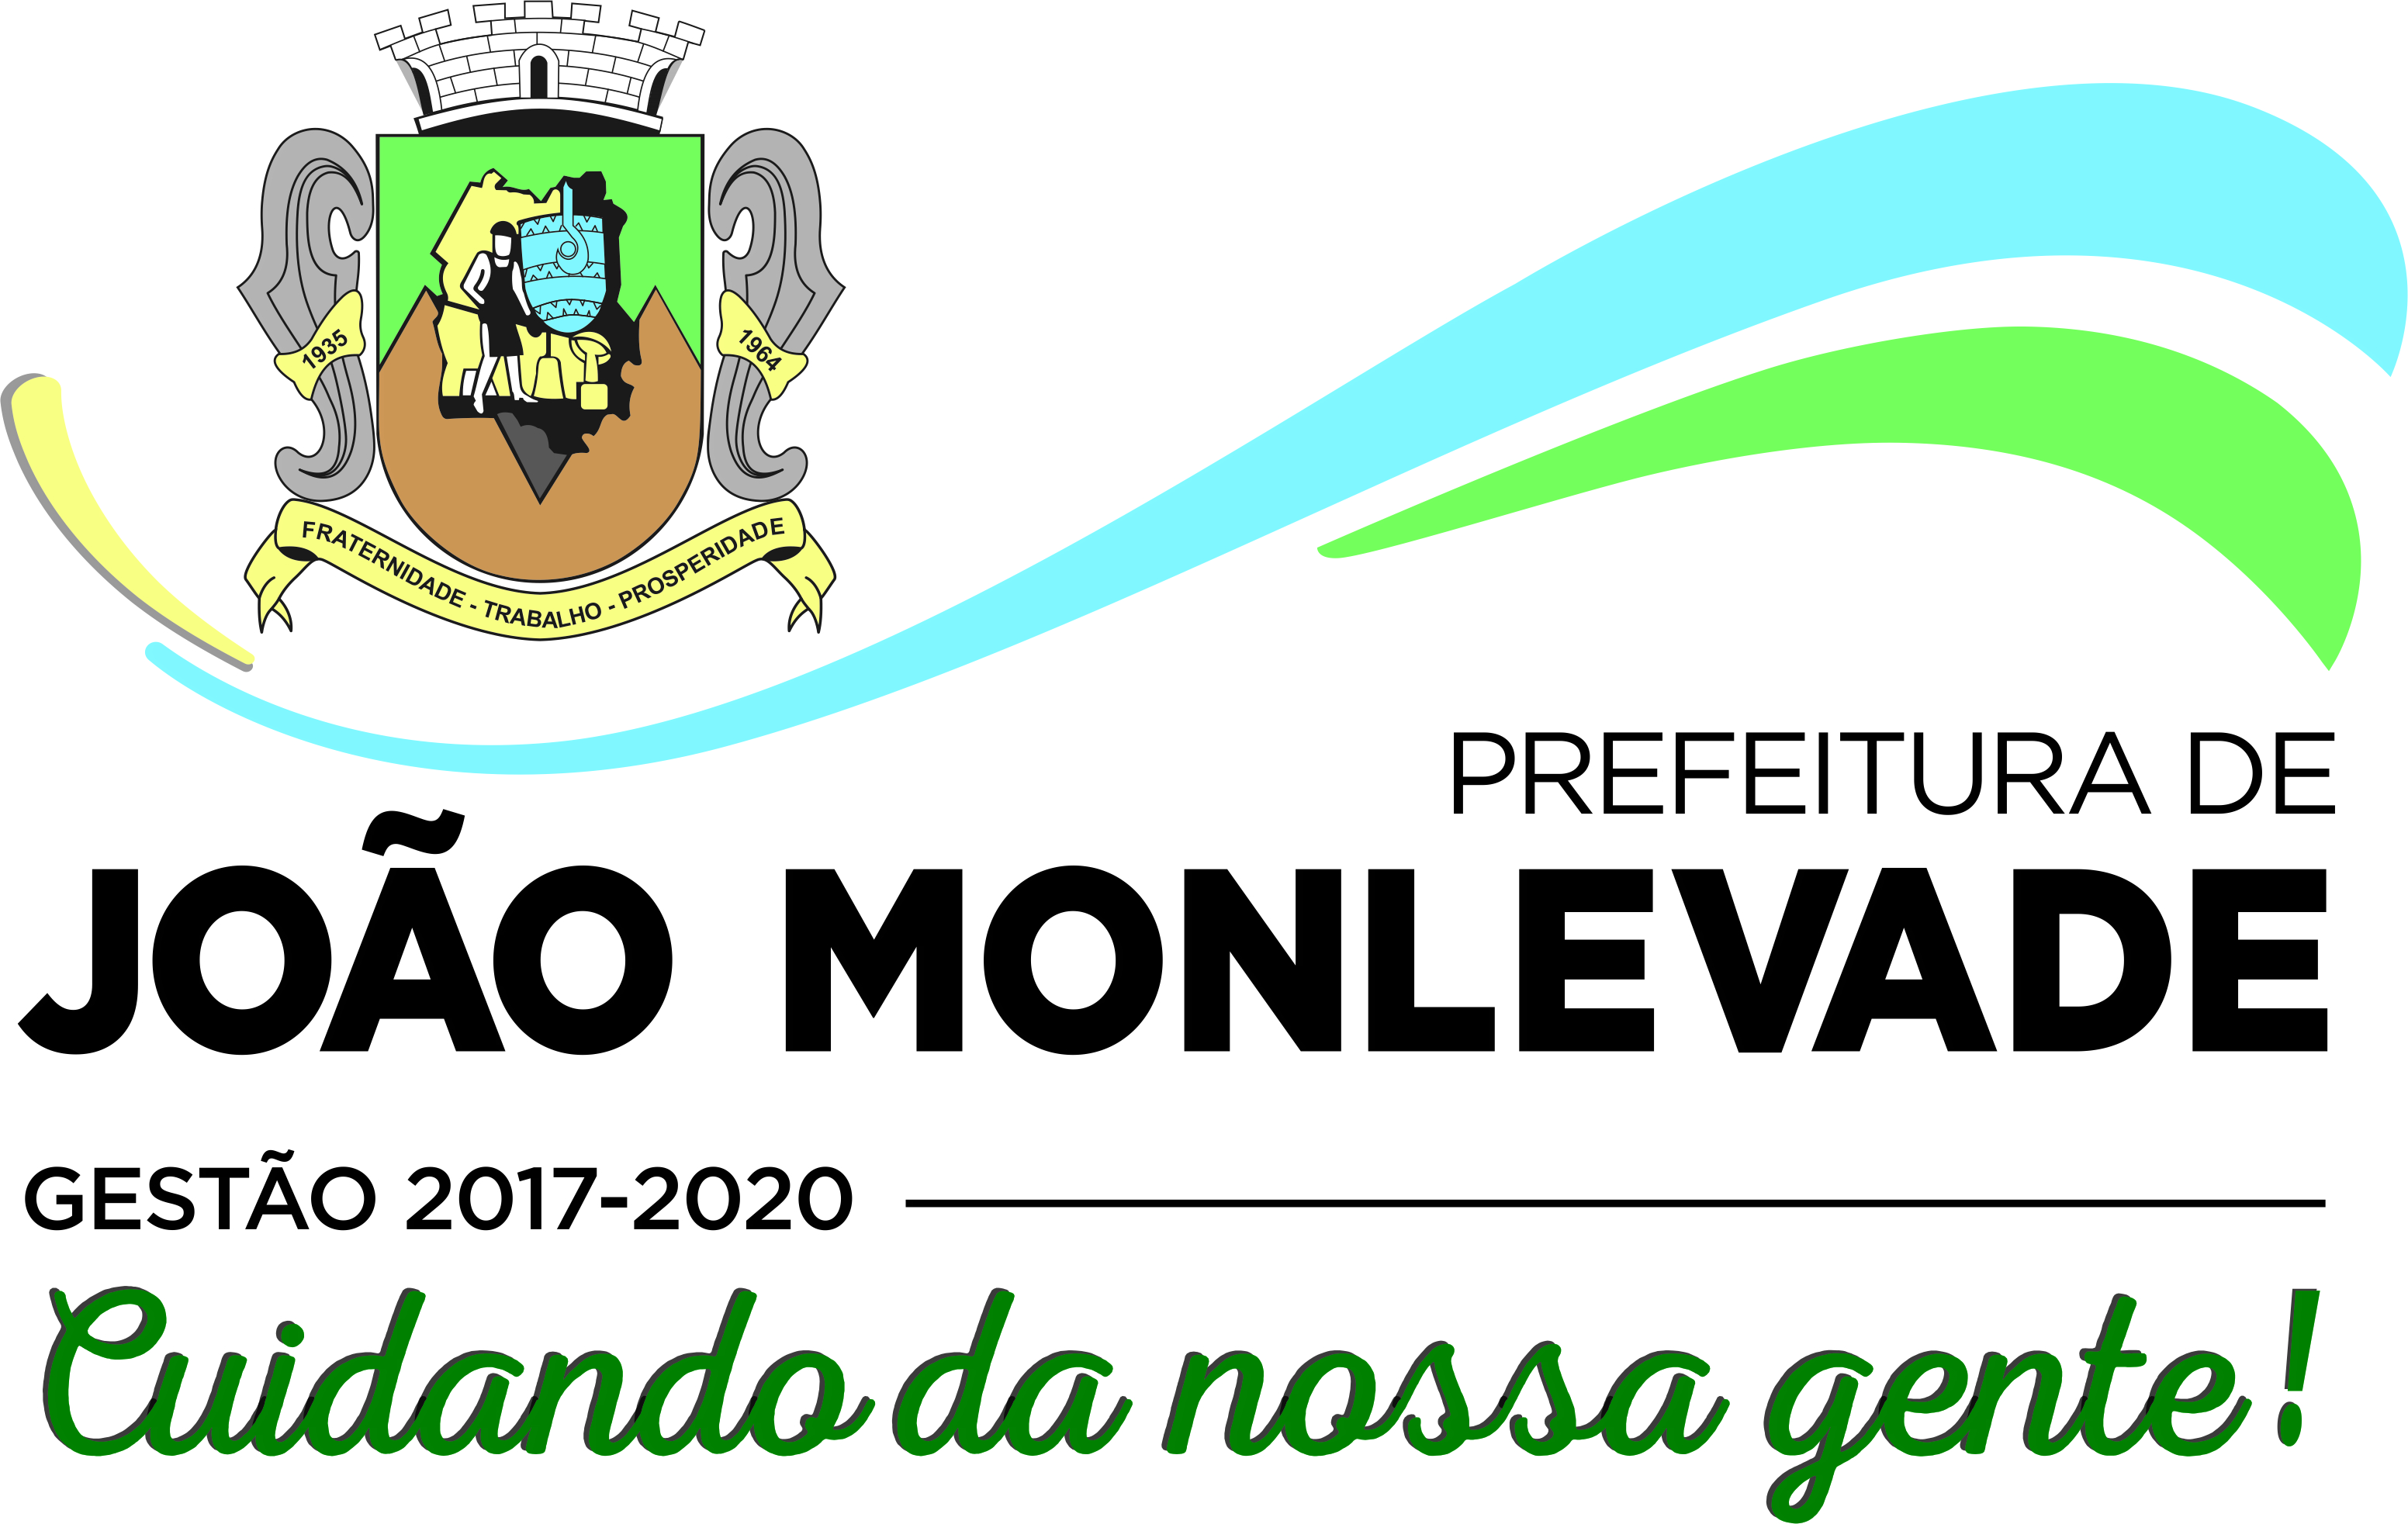 1935
1964
FRATERNIDADE - TRABALHO - PROSPERIDADE
PREFEITURA DE
JOÃO MONLEVADE
GESTÃO 2017-2020
Cuidando da nossa gente!